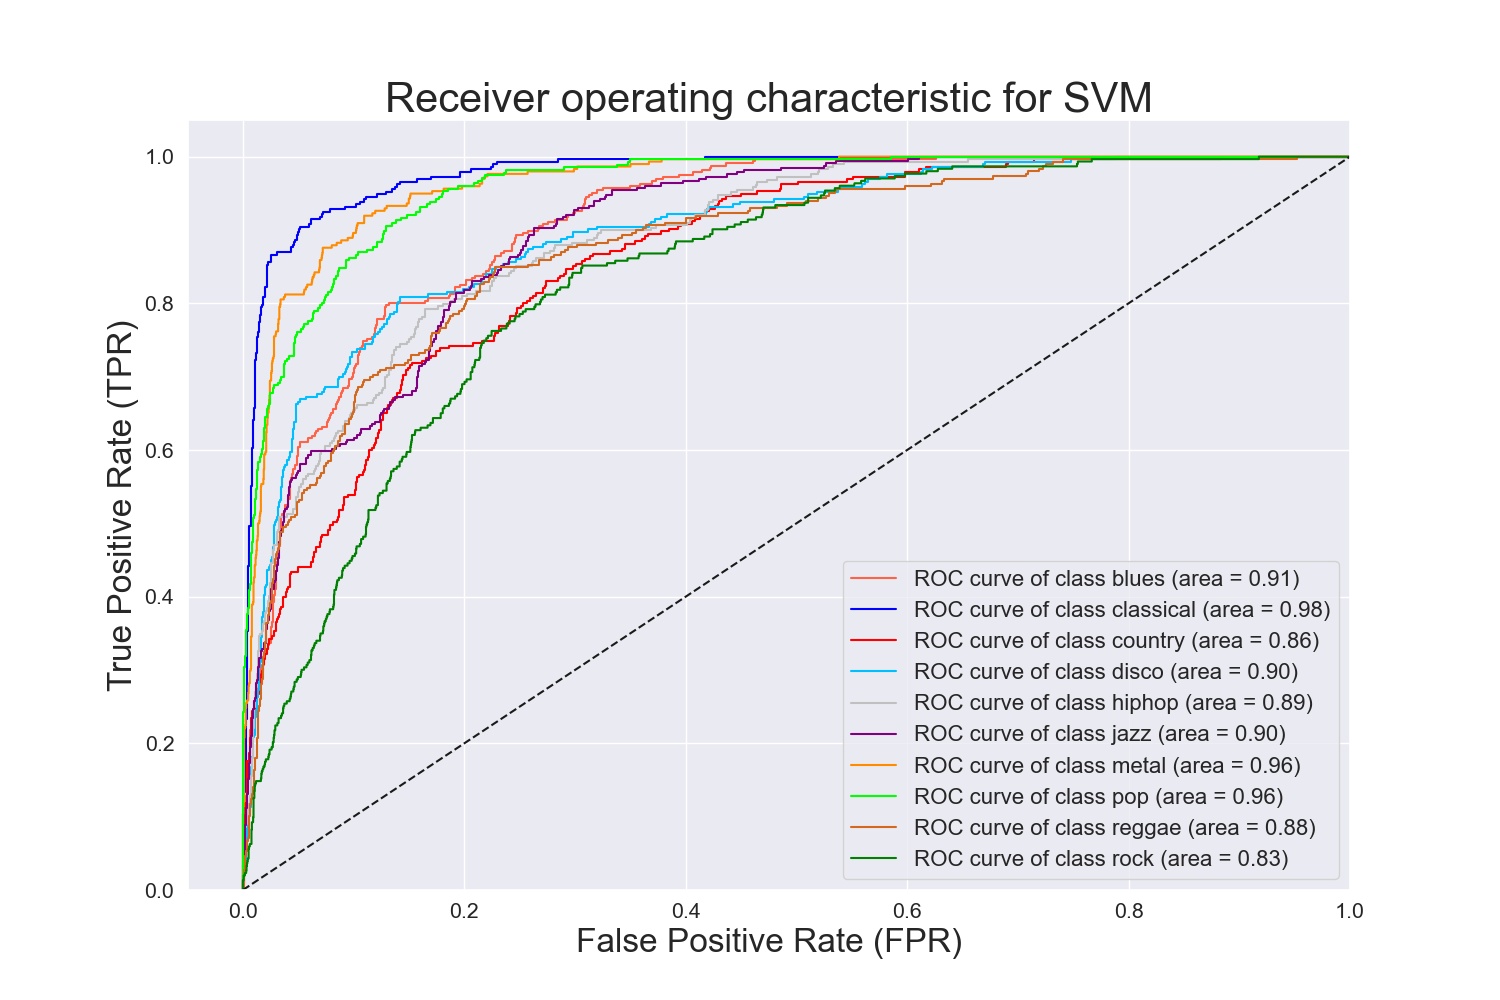 Receiver operating characteristic for SVM
True Positive Rate (TPR)
1.0
0.8
0.6
0.4
0.2
0.0
ROC curve of class blues (area = 0.91)
ROC curve of class classical (area = 0.98)
ROC curve of class country (area = 0.86)
ROC curve of class disco (area = 0.90)
ROC curve of class hiphop (area = 0.89)
ROC curve of class jazz (area = 0.90)
ROC curve of class metal (area = 0.96)
ROC curve of class pop (area = 0.96)
ROC curve of class reggae (area = 0.88)
ROC curve of class rock (area = 0.83)
0.0 0.2 0.4 0.6 0.8 1.0
False Positive Rate (FPR)